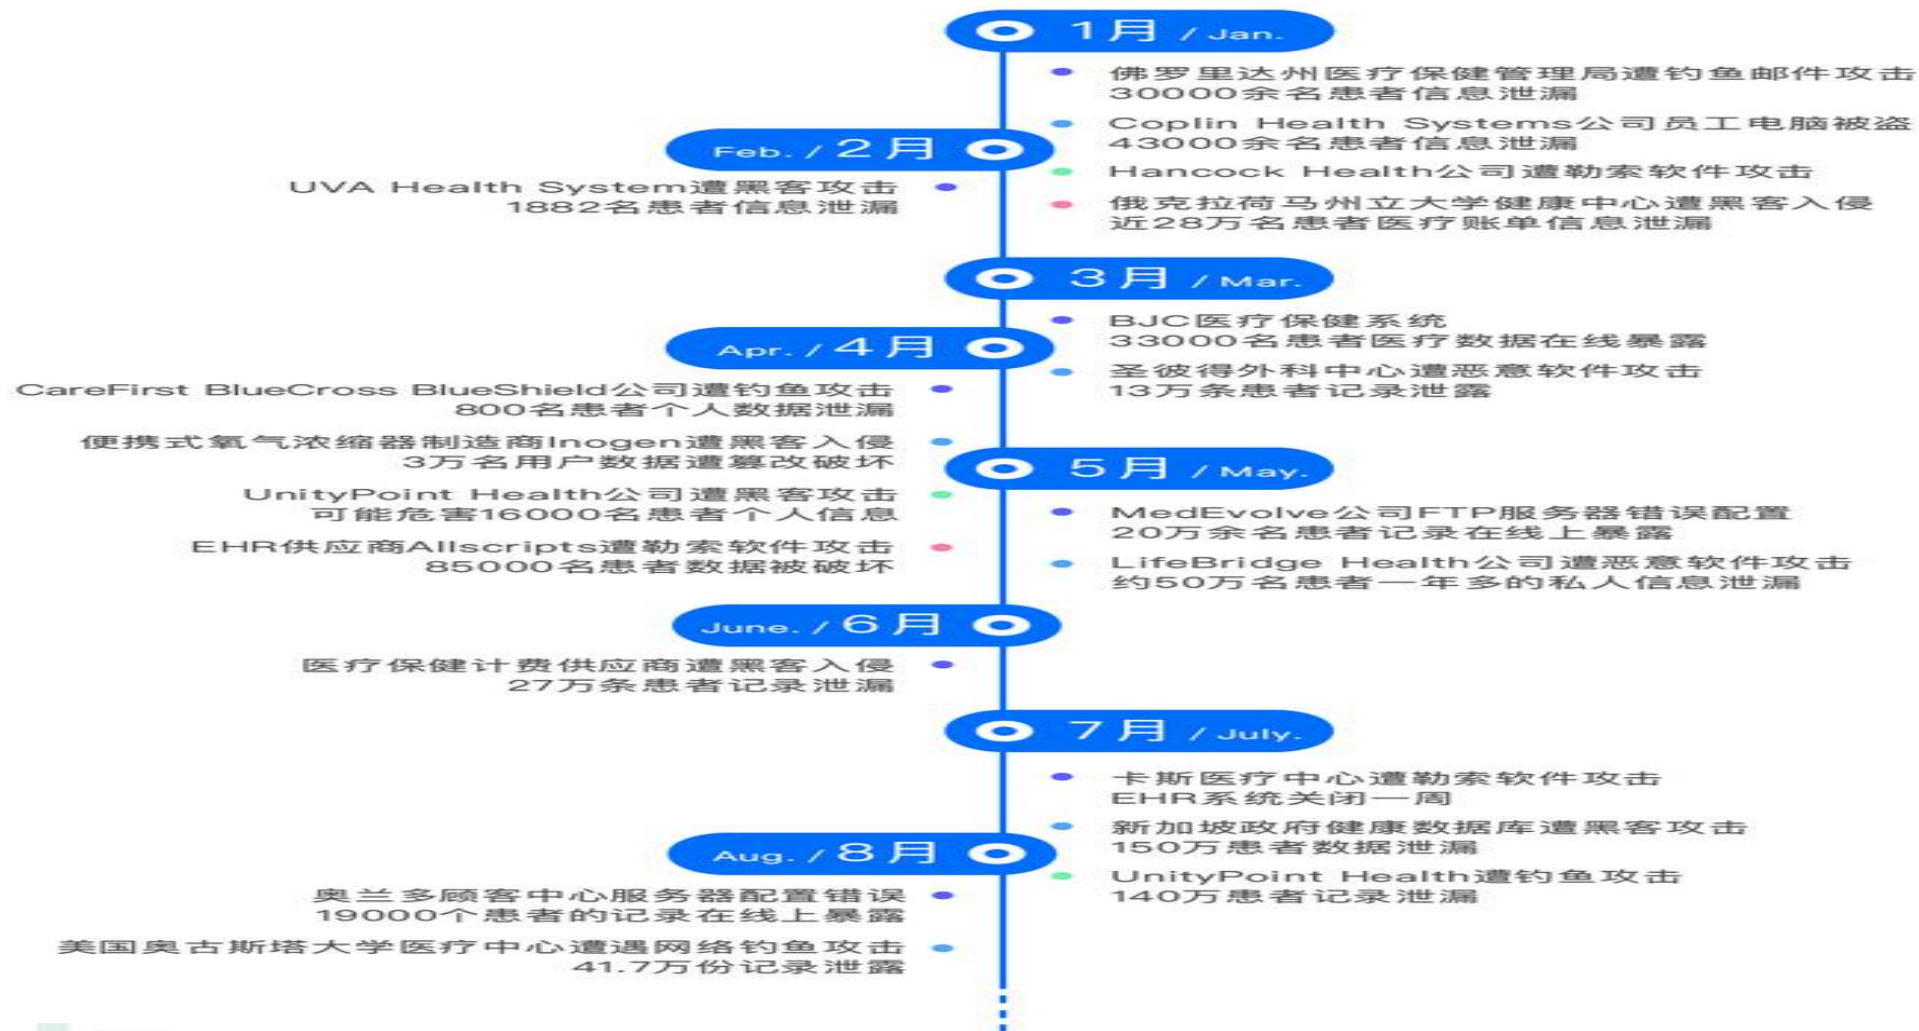 1月 / Jan.
佛罗里达州医疗保健管理局遭钓鱼邮件攻击
30000余名患者信息泄漏
Coplin Health Systems公司员工电脑被盗
43000余名患者信息泄漏
Hancock Health公司遭勒索软件攻击
俄克拉荷马州立大学健康中心遭黑客入侵
近28万名患者医疗账单信息泄漏
Feb. / 2月
UVA Health System遭黑客攻击
1882名患者信息泄漏
3月 / Mar.
BJC医疗保健系统
33000名患者医疗数据在线暴露
圣彼得外科中心遭恶意软件攻击
13万条患者记录泄露
Apr. / 4月
CareFirst BlueCross BlueShield公司遭钓鱼攻击
800名患者个人数据泄漏
便携式氧气浓缩器制造商Inogen遭黑客入侵
3万名用户数据遭篡改破坏
UnityPoint Health公司遭黑客攻击
可能危害16000名患者个人信息
EHR供应商Allscripts遭勒索软件攻击
85000名患者数据被破坏
5月 / May.
MedEvolve公司FTP服务器错误配置
20万余名患者记录在线上暴露
LifeBridge Health公司遭恶意软件攻击
约50万名患者一年多的私人信息泄漏
June. / 6月
医疗保健计费供应商遭黑客入侵
27万条患者记录泄漏
7月 / July.
卡斯医疗中心遭勒索软件攻击
EHR系统关闭一周
新加坡政府健康数据库遭黑客攻击
150万患者数据泄漏
UnityPoint Health遭钓鱼攻击
140万患者记录泄漏
Aug. / 8月
奥兰多顾客中心服务器配置错误
19000个患者的记录在线上暴露
美国奥古斯塔大学医疗中心遭遇网络钓鱼攻击
41.7万份记录泄露